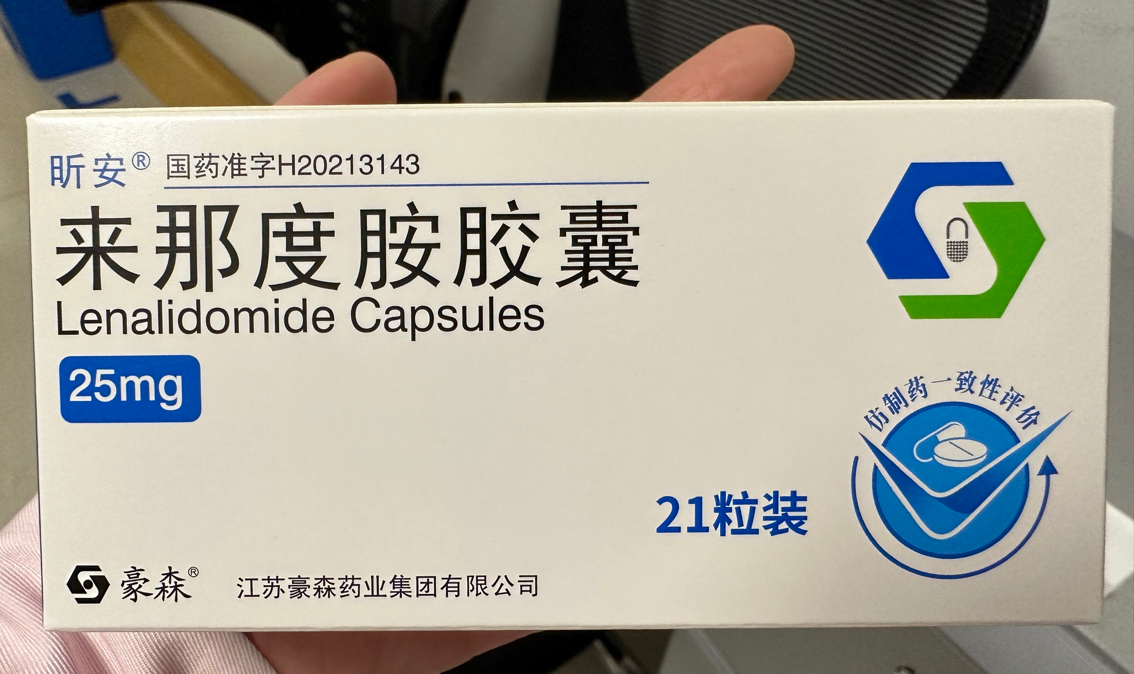 昕安® 国药准字H20213143
来那度胺胶囊
Lenalidomide Capsules
25mg
仿制药一致性评价
21粒装
豪森® 江苏豪森药业集团有限公司